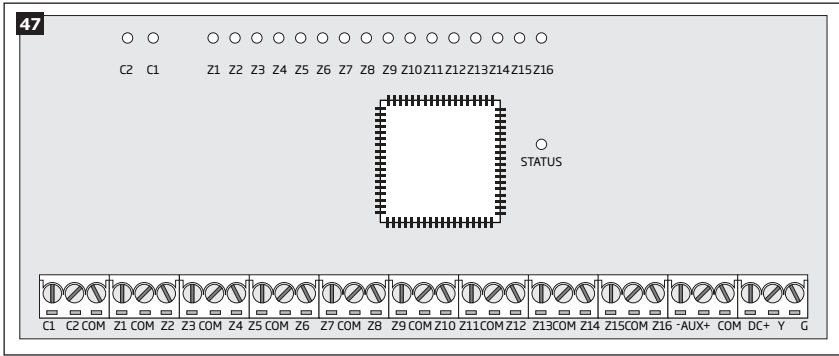 47
C2 C1 Z1 Z2 Z3 Z4 Z5 Z6 Z7 Z8 Z9 Z10 Z11 Z12 Z13 Z14 Z15 Z16
STATUS
C1 C2 COM Z1 COM Z2 Z3 COM Z4 Z5 COM Z6 Z7 COM Z8 Z9 COM Z10 Z11 COM Z12 Z13 COM Z14 Z15 COM Z16 -AUX+ COM DC+ Y G